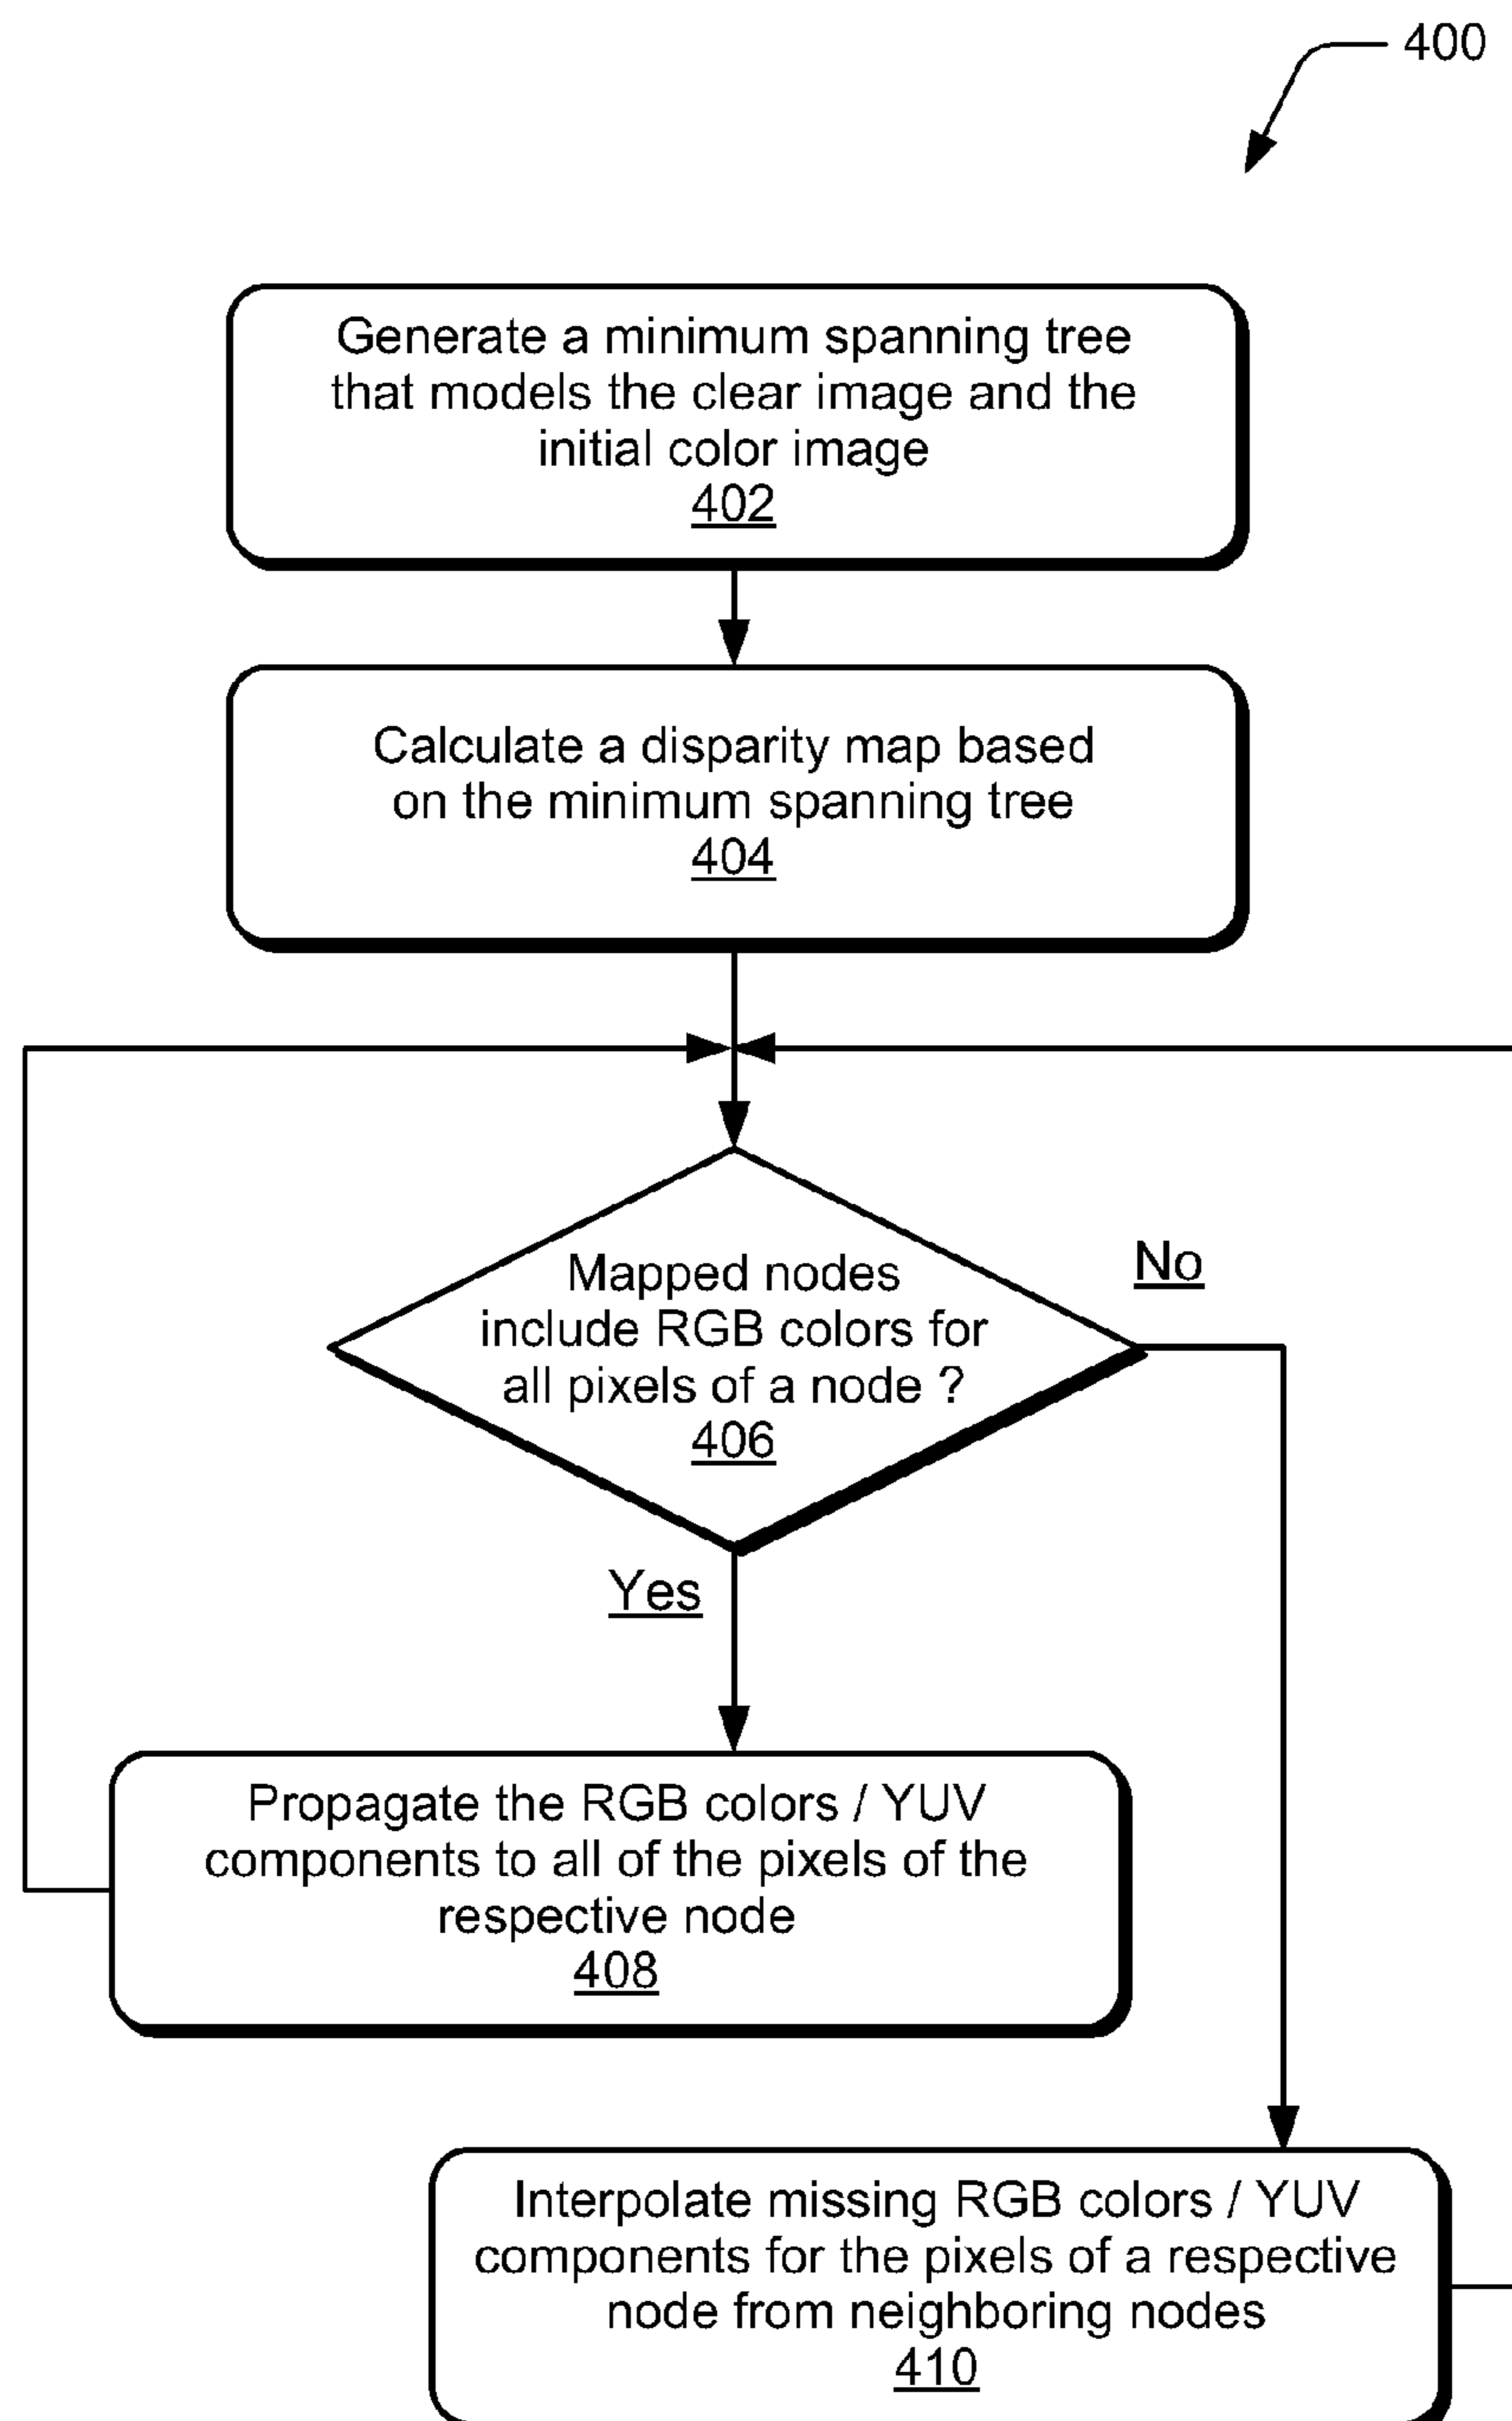 400
Generate a minimum spanning tree
that models the clear image and the
initial color image
402
Calculate a disparity map based
on the minimum spanning tree
404
Mapped nodes
include RGB colors for
all pixels of a node ?
406
No
Yes
Propagate the RGB colors / YUV
components to all of the pixels of the
respective node
408
Interpolate missing RGB colors / YUV
components for the pixels of a respective
node from neighboring nodes
410